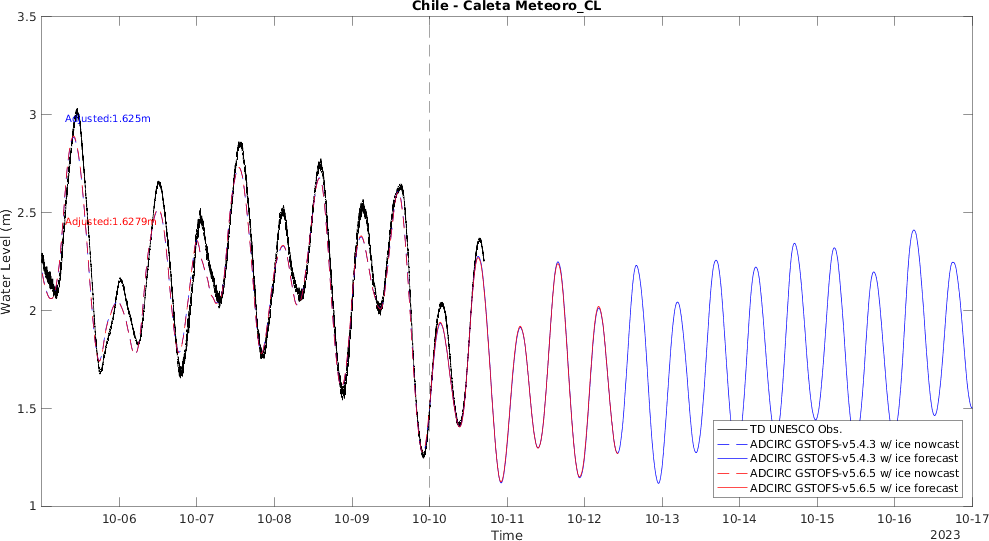 Chile - Caleta Meteoro_CL
3.5
3
2.5
2
1.5
1
Water Level (m)
Adjusted:1.625m
Adjusted:1.6279m
TD UNESCO Obs.
ADCIRC GSTOFS-v5.4.3 w/ ice nowcast
ADCIRC GSTOFS-v5.4.3 w/ ice forecast
ADCIRC GSTOFS-v5.6.5 w/ ice nowcast
ADCIRC GSTOFS-v5.6.5 w/ ice forecast
10-06 10-07 10-08 10-09 10-10 10-11 10-12 10-13 10-14 10-15 10-16 10-17
Time
2023